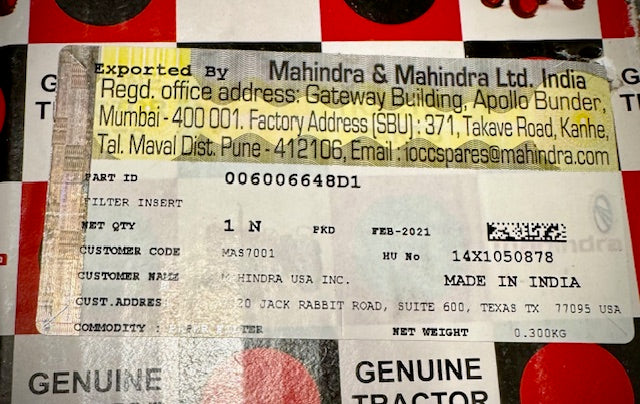 G
T
Exported By Mahindra & Mahindra Ltd. India
Regd. office address: Gateway Building, Apollo Bunder,
Mumbai - 400 001. Factory Address (SBU) : 371, Takave Road, Kanhe,
Tal. Maval Dist. Pune - 412106, Email : ioccspares@mahindra.com
PART ID 006006648D1
FILTER INSERT
NET QTY 1 N PKD FEB-2021
CUSTOMER CODE MAS7001 HU No 14X1050878
CUSTOMER NAME MAHINDRA USA INC. MADE IN INDIA
CUST.ADDRES 20 JACK RABBIT ROAD, SUITE 600, TEXAS TX 77095 USA
COMMODITY : FILTER NET WEIGHT 0.300KG
GE
TR
GENUINE
GENUINE
TRACTOR